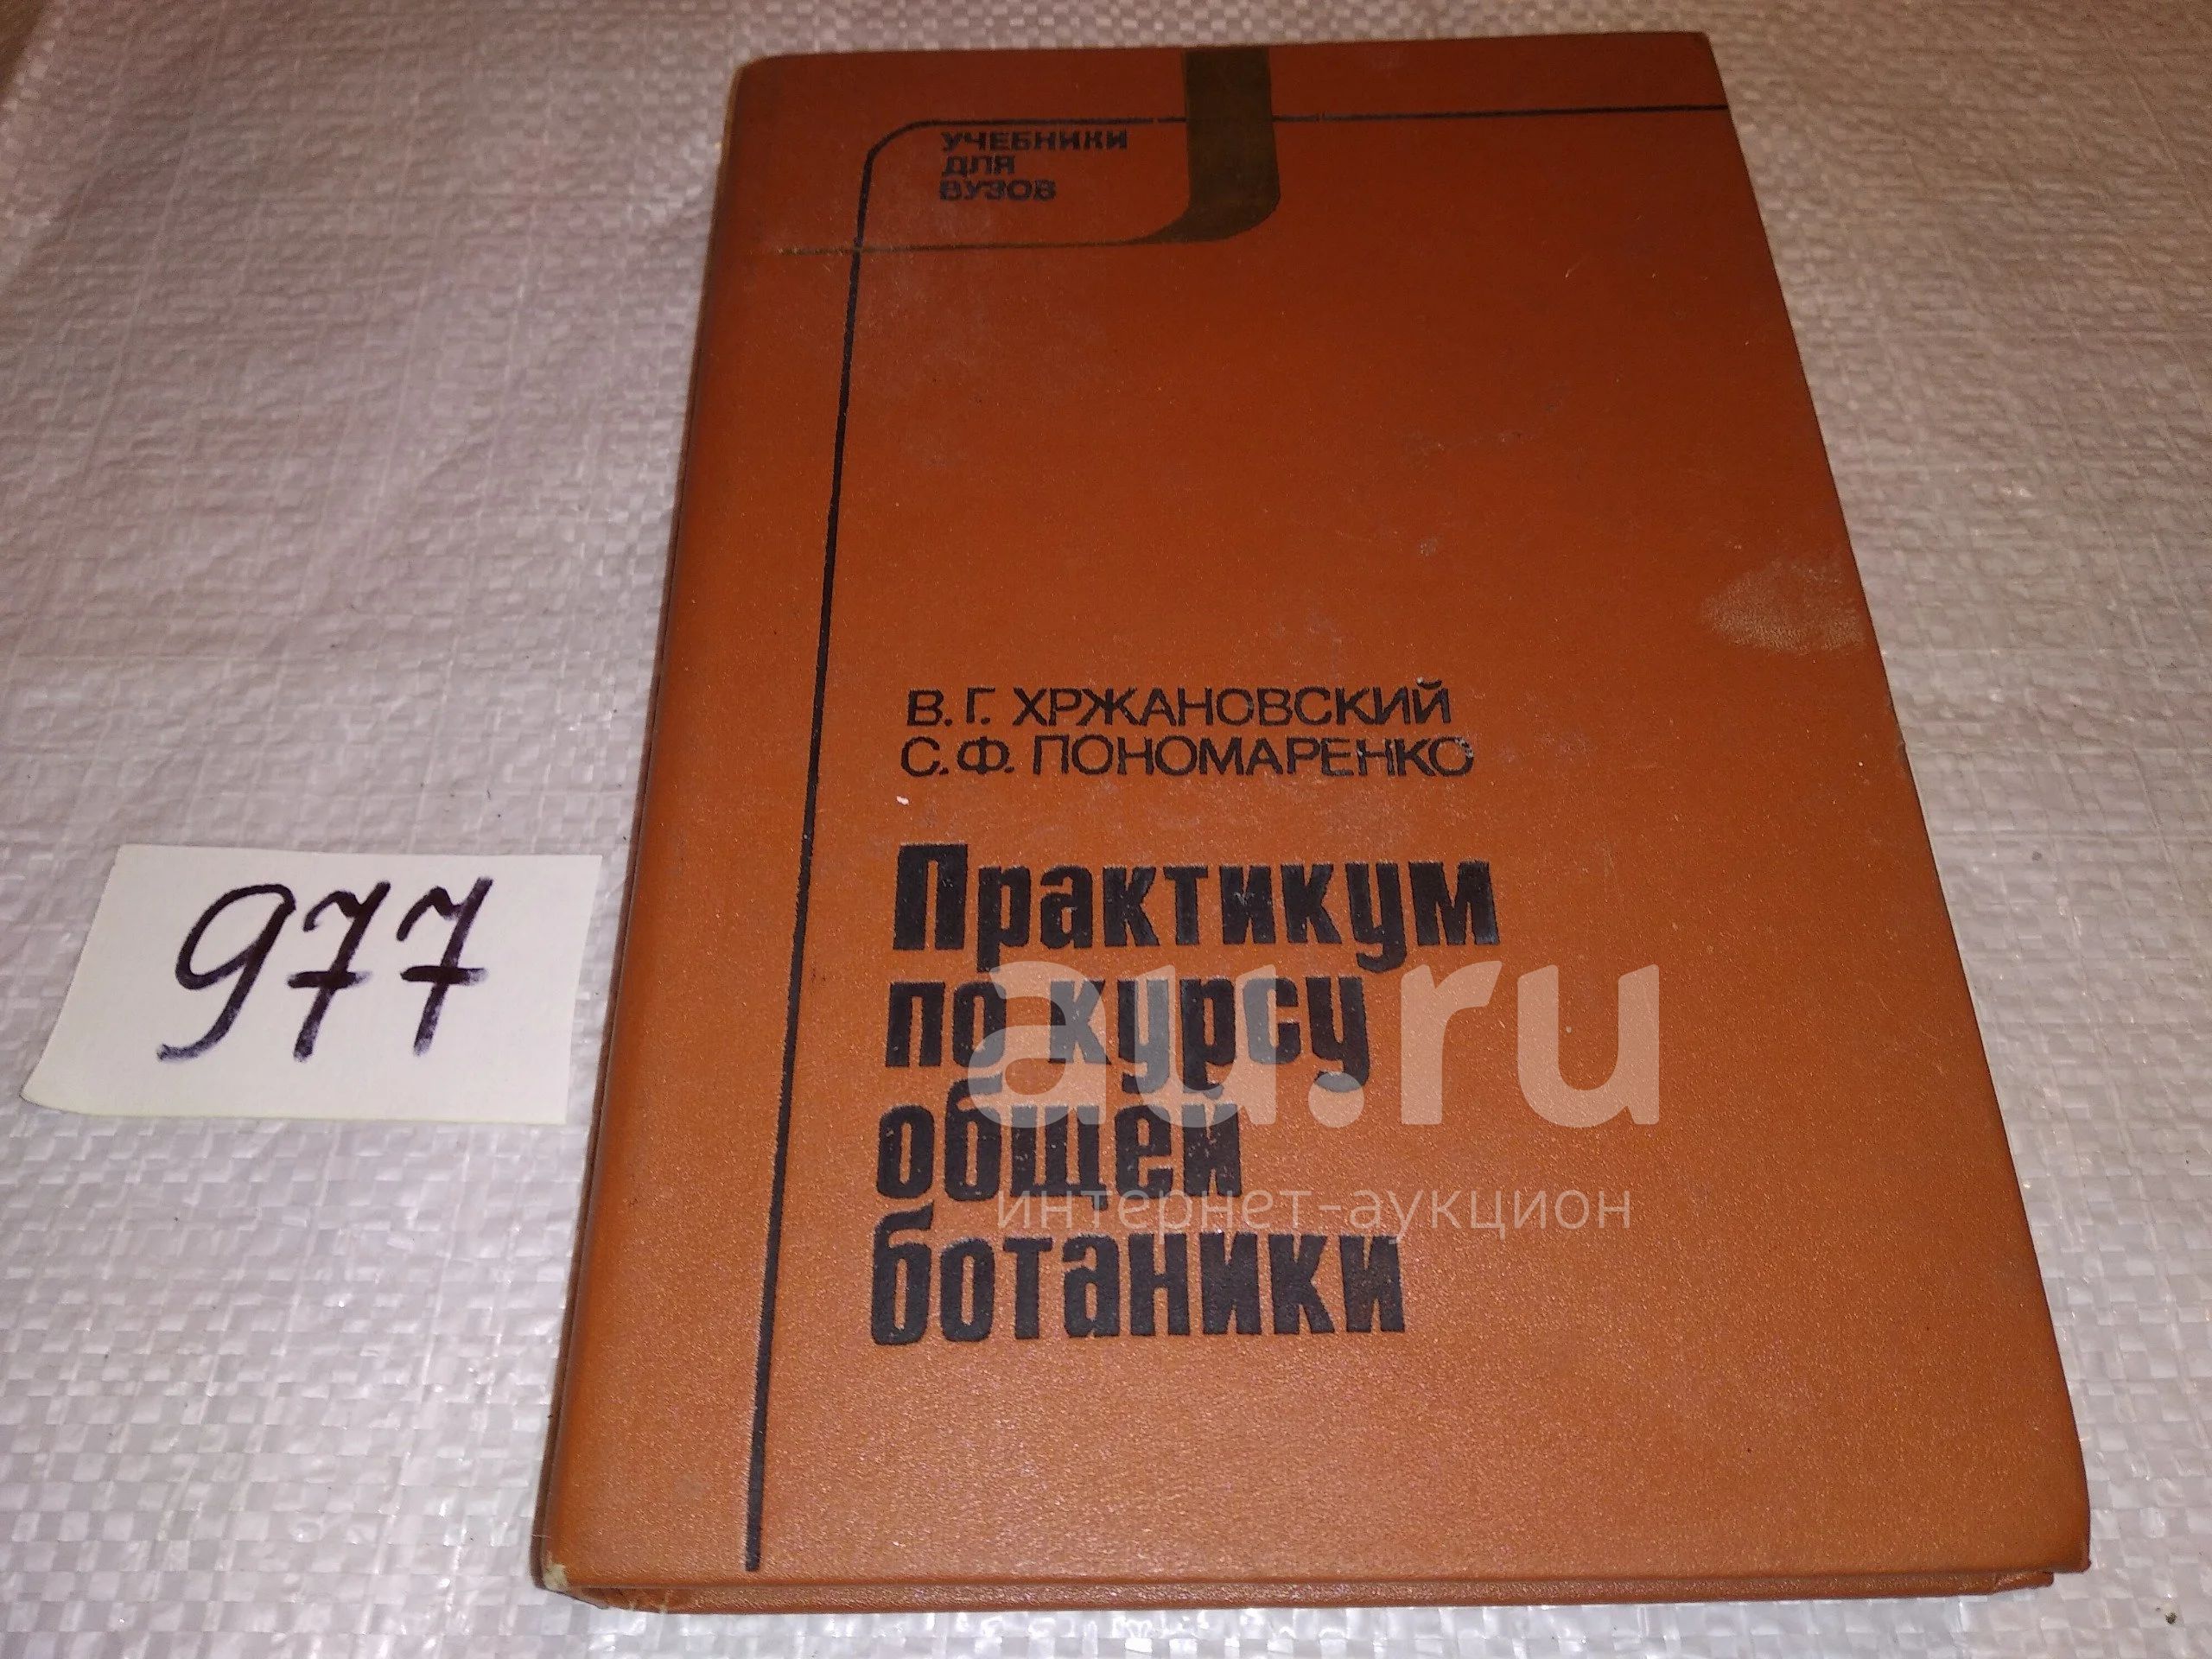 УЧЕБНИКИ
ДЛЯ
ВУЗОВ
В.Г. ХРЖАНОВСКИЙ
С.Ф. ПОНОМАРЕНКО
Практикум
по курсу
общей
ботаники
977
au.ru
интернет-аукцион